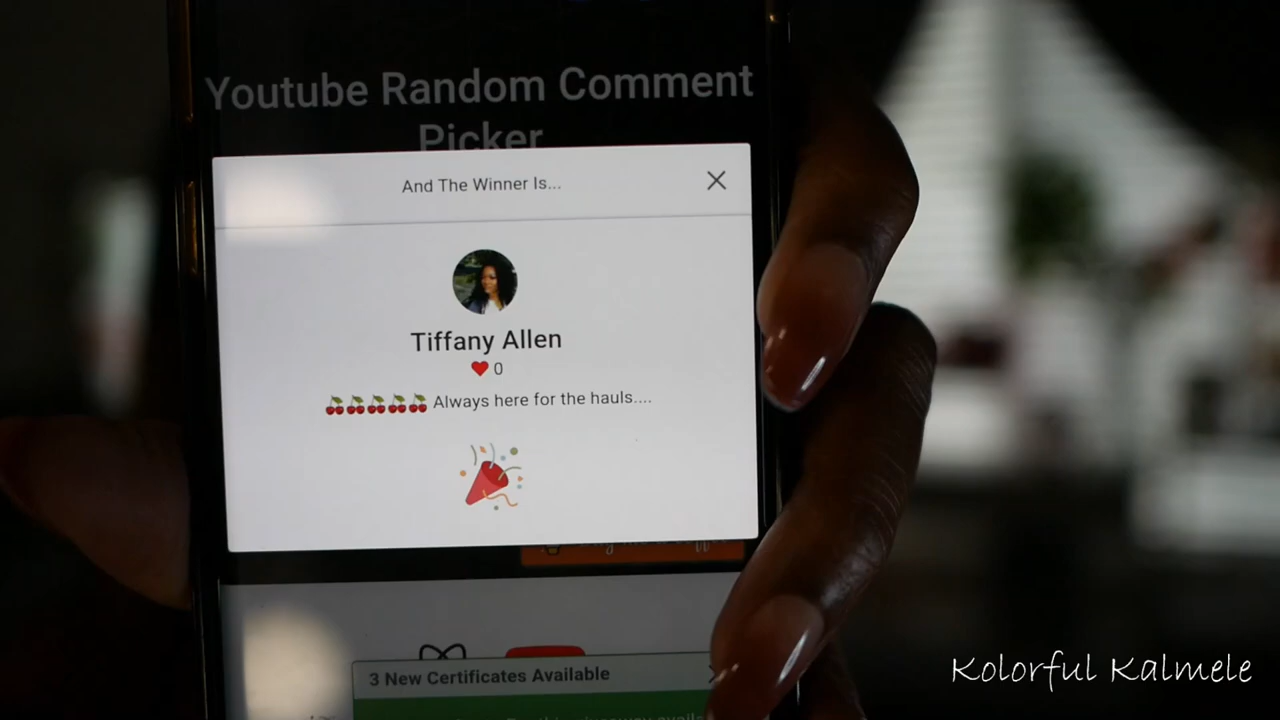 Youtube Random Comment
Picker
And The Winner Is...
Tiffany Allen
0
Always here for the hauls....
3 New Certificates Available
Kolorful Kalmele